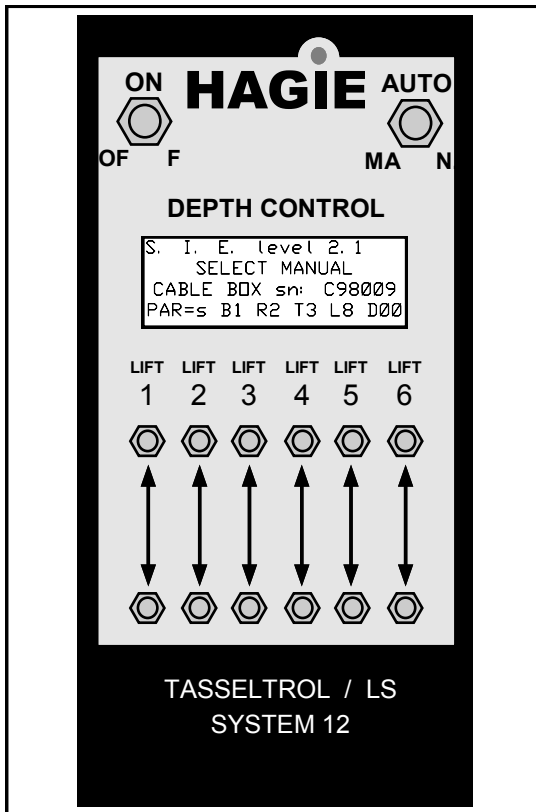 ON HAGIE AUTO
OF F MA N
DEPTH CONTROL
S. I. E. level 2.1
SELECT MANUAL
CABLE BOX sn: C98009
PAR=s B1 R2 T3 L8 D00
LIFT LIFT LIFT LIFT LIFT LIFT
1 2 3 4 5 6
TASSELTROL / LS
SYSTEM 12